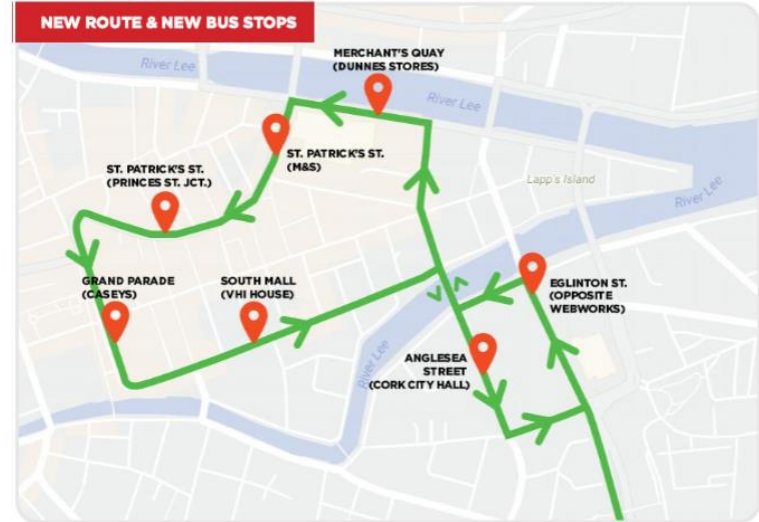 NEW ROUTE & NEW BUS STOPS
MERCHANT'S QUAY
(DUNNES STORES)
River Lee
River Lee
ST. PATRICK'S ST.
(M&S)
ST. PATRICK'S ST.
(PRINCES ST. JCT.)
Lapp's Island
River Lee
GRAND PARADE
(CASEYS)
SOUTH MALL
(VHI HOUSE)
EGLINTON ST.
(OPPOSITE
WEBWORKS)
River Lee
ANGLESEA
STREET
(CORK CITY HALL)